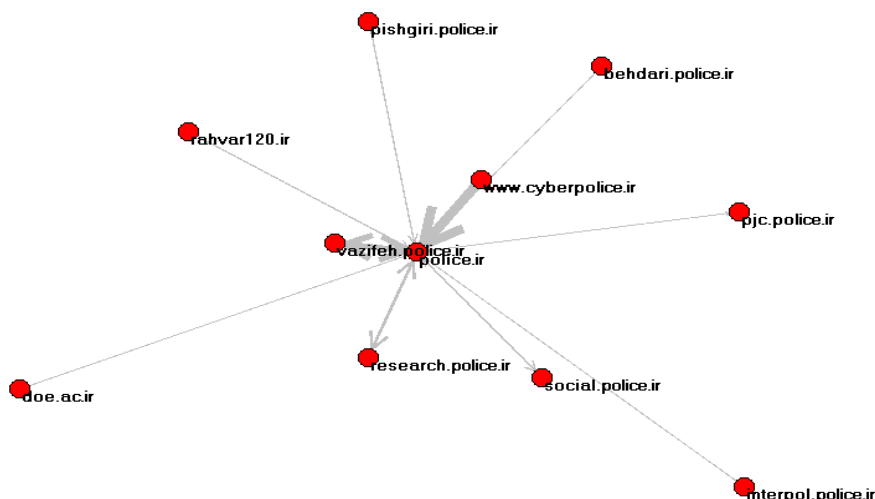 pishgiri.police.ir
behdari.police.ir
rahvar120.ir
www.cyberpolice.ir
pjc.police.ir
vazifeh.police.ir
police.ir
research.police.ir
social.police.ir
doe.ac.ir
interpol.police.ir